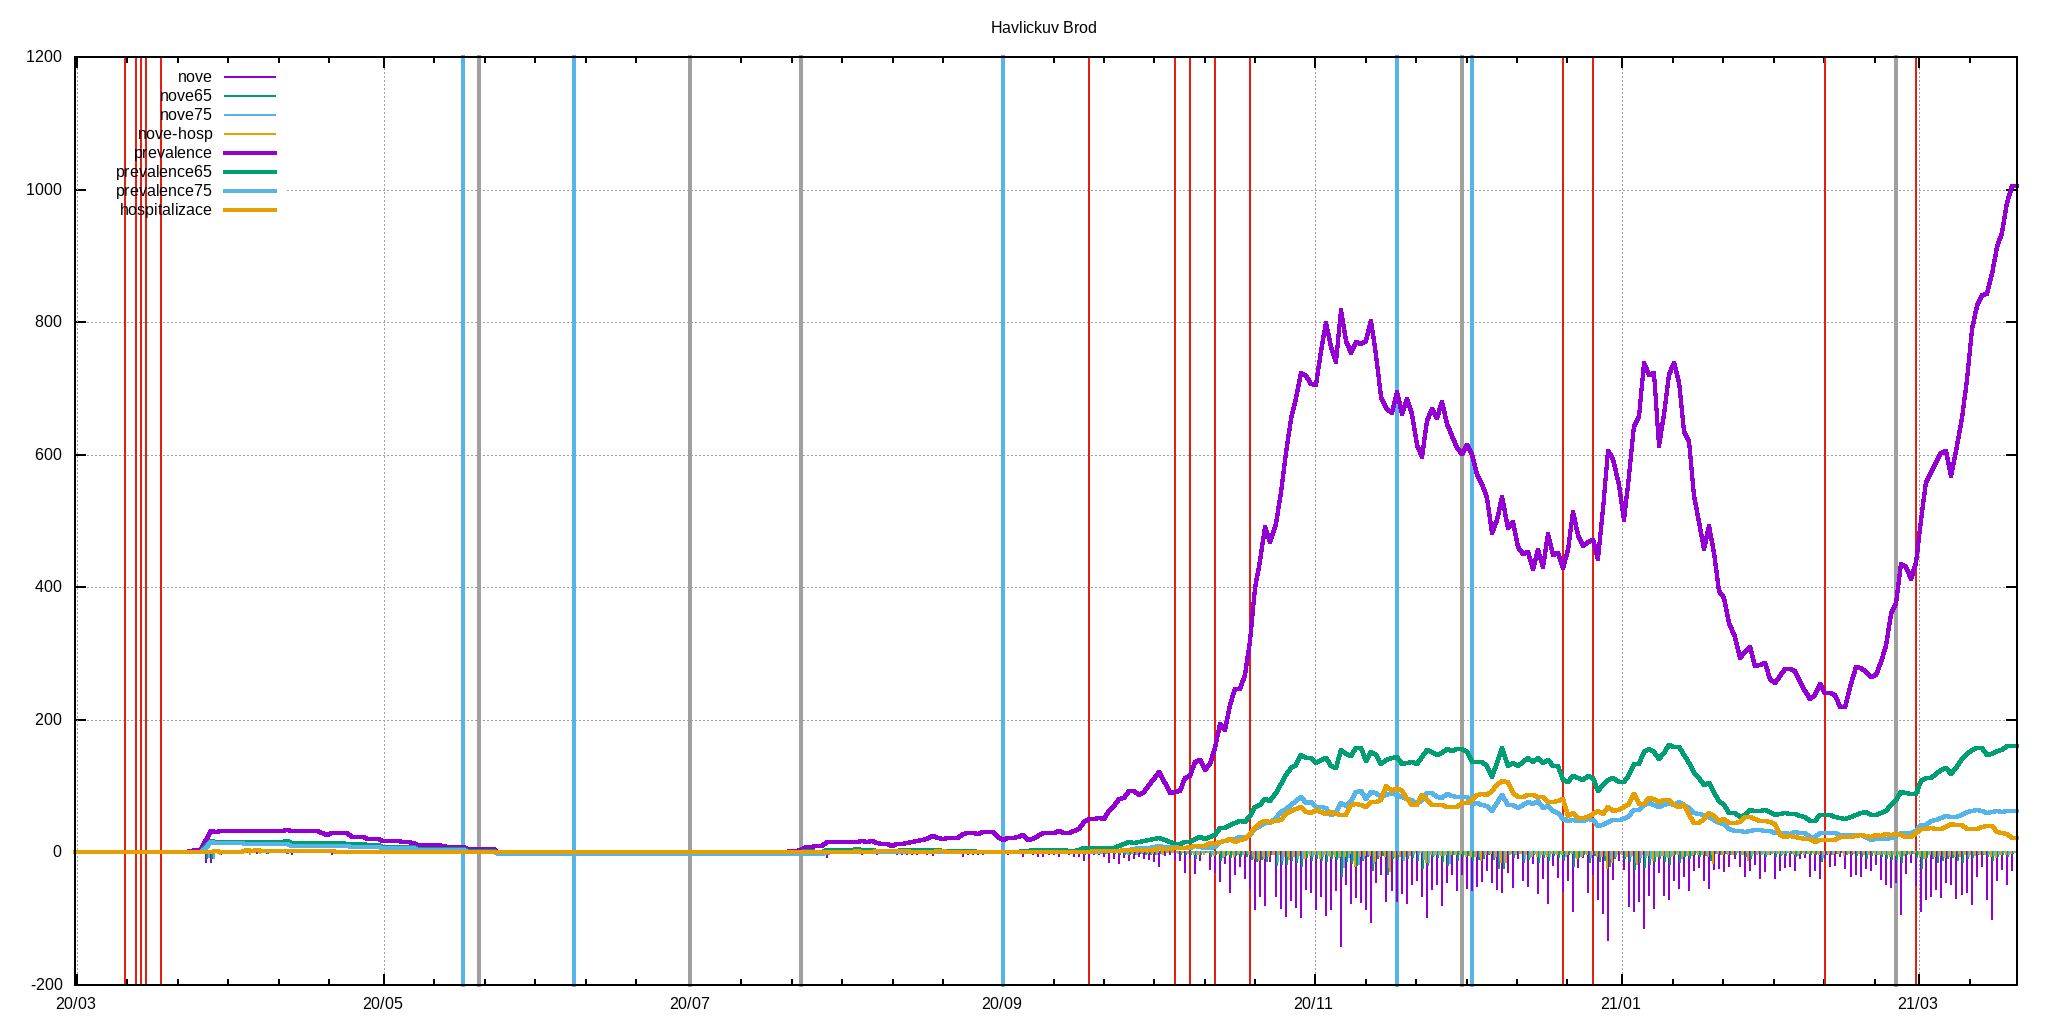 Havlickuv Brod
1200
1000
800
600
400
200
0
-200
nove
nove65
nove75
nove-hosp
prevalence
prevalence65
prevalence75
hospitalizace
20/03 20/05 20/07 20/09 20/11 21/01 21/03